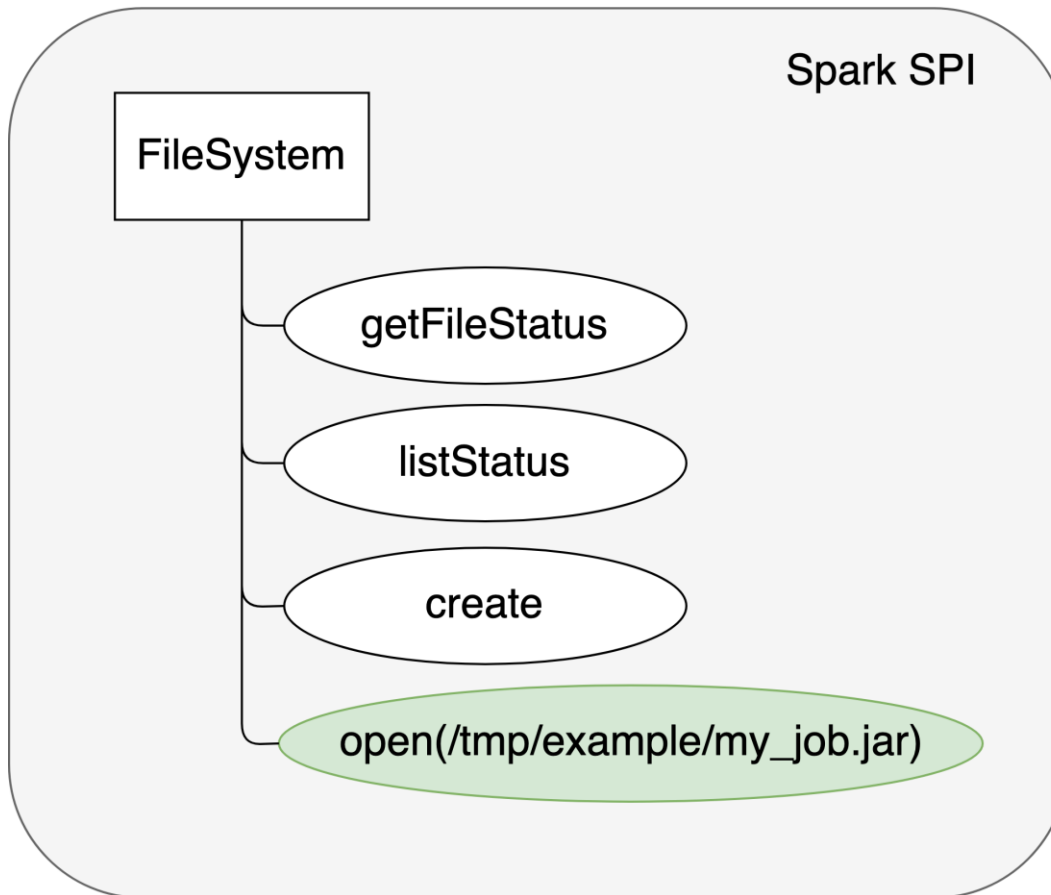 Spark SPI
FileSystem
getFileStatus
listStatus
create
open(/tmp/example/my_job.jar)